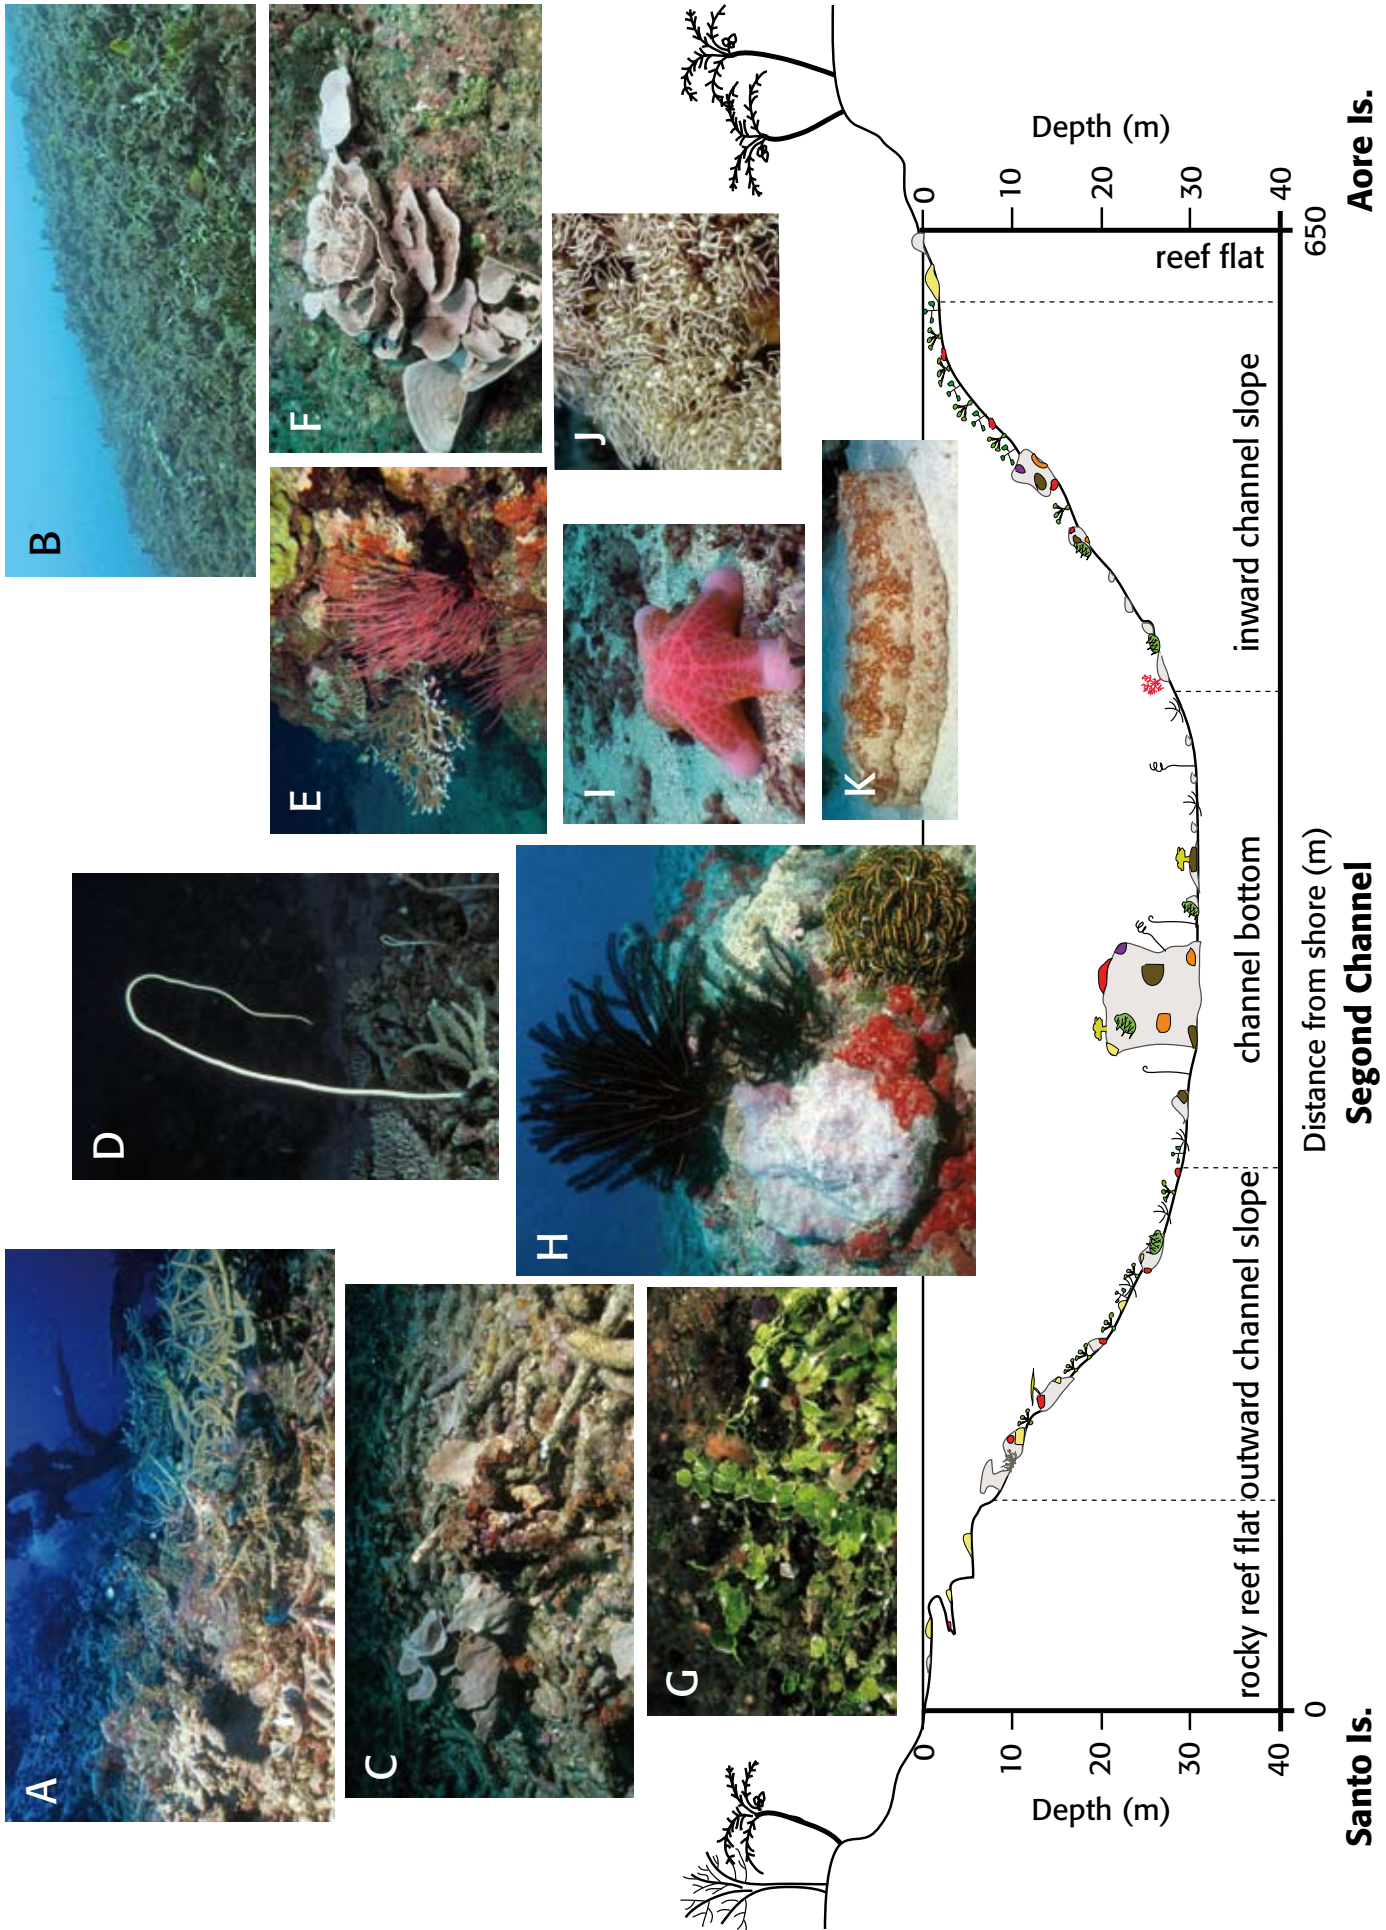 A
B
C
D
E
F
G
H
I
J
K
Depth (m)
0
10
20
30
40
Depth (m)
0
10
20
30
40
rocky reef flat
outward channel slope
channel bottom
inward channel slope
reef flat
0
Distance from shore (m)
650
Santo Is.
Segond Channel
Aore Is.